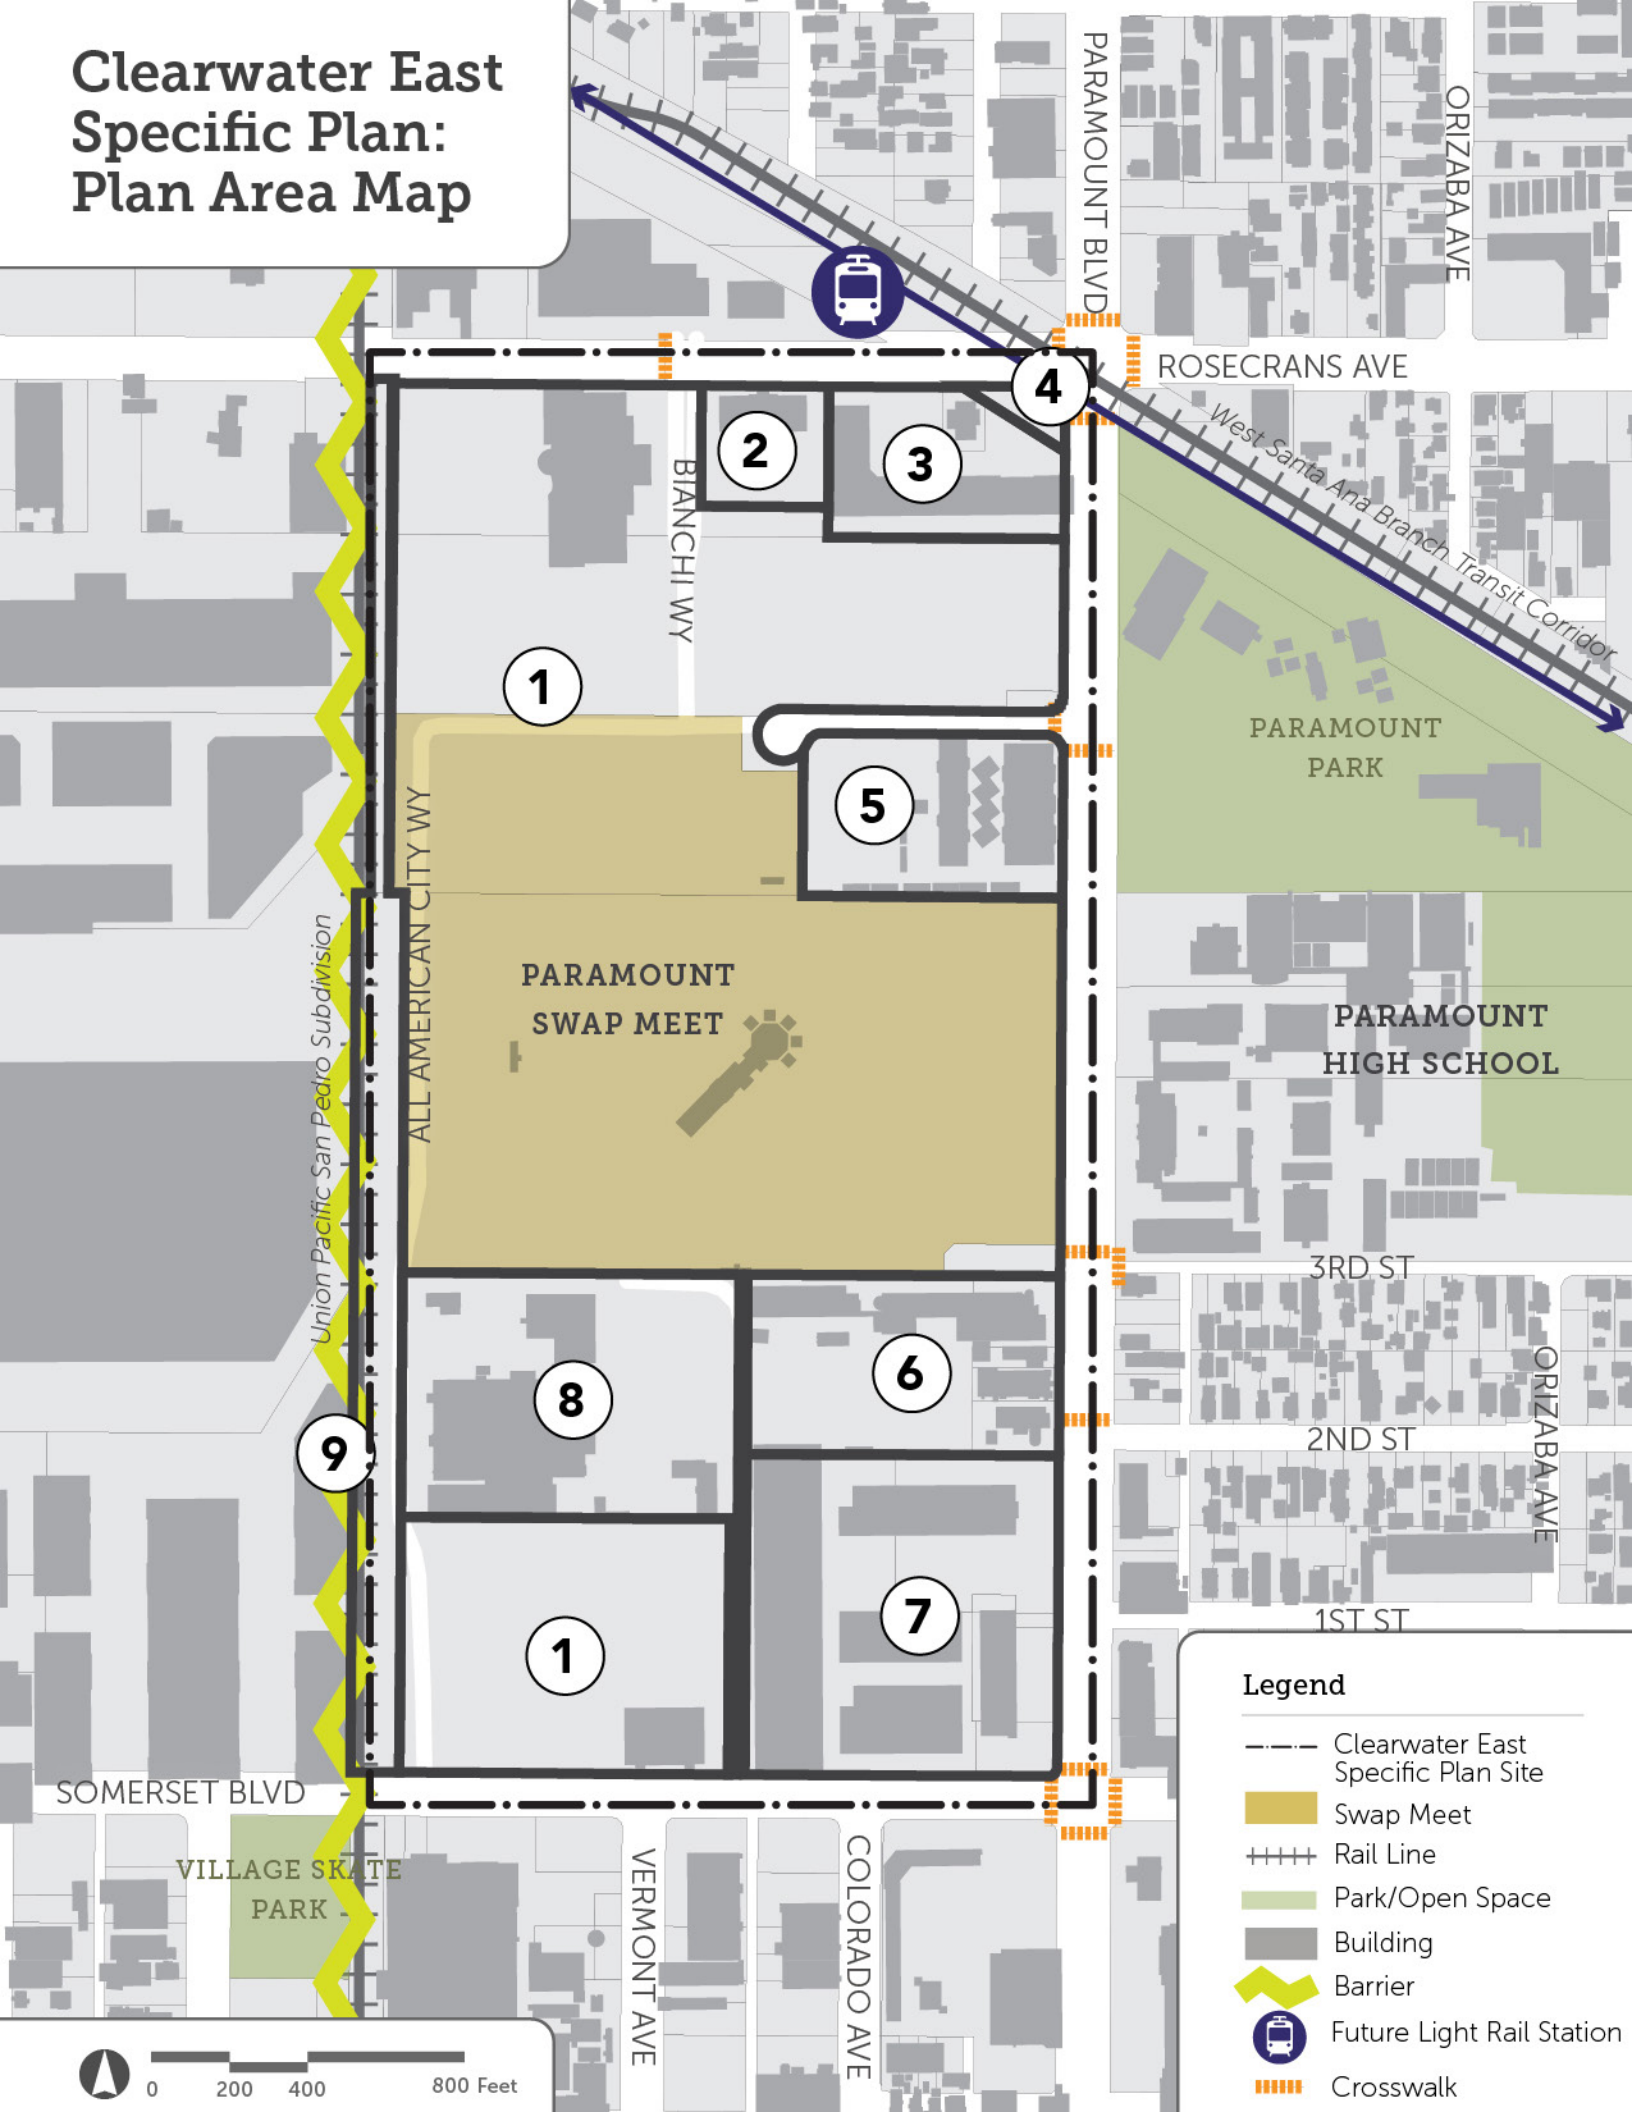 Clearwater East
Specific Plan:
Plan Area Map
PARAMOUNT BLVD
ORIZABA AVE
ROSECRANS AVE
West Santa Ana Branch Transit Corridor
4
2
3
BIANCHI WY
1
PARAMOUNT
PARK
5
ALL AMERICAN CITY WY
Union Pacific San Pedro Subdivision
PARAMOUNT
SWAP MEET
PARAMOUNT
HIGH SCHOOL
3RD ST
6
8
2ND ST
ORIZABA AVE
9
7
1ST ST
1
SOMERSET BLVD
VILLAGE SKATE
PARK
VERMONT AVE
COLORADO AVE
Legend
Clearwater East
Specific Plan Site
Swap Meet
Rail Line
Park/Open Space
Building
Barrier
Future Light Rail Station
Crosswalk
0 200 400 800 Feet